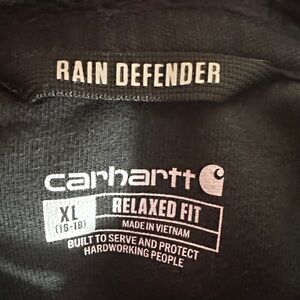 RAIN DEFENDER
carhartt
XL
(16-18)
RELAXED FIT
MADE IN VIETNAM
BUILT TO SERVE AND PROTECT
HARDWORKING PEOPLE